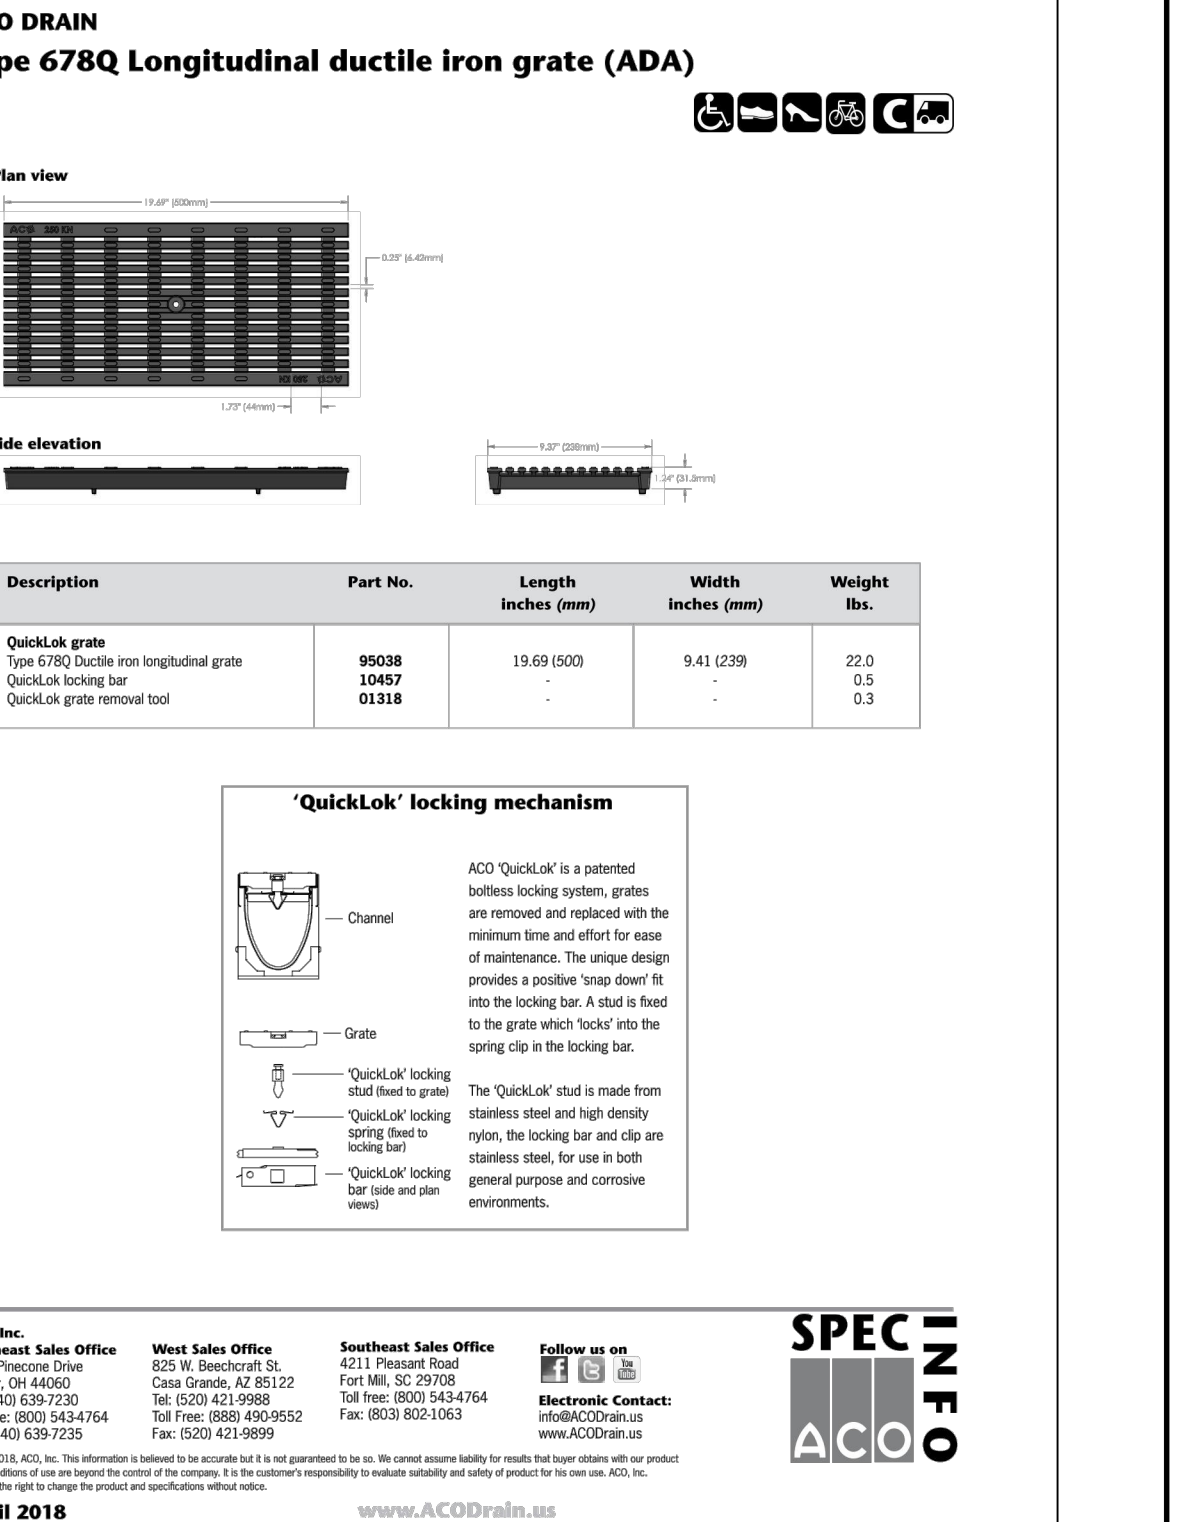 O DRAIN
pe 678Q Longitudinal ductile iron grate (ADA)
C
Plan view
19.69" (500mm)
ACO 250 KN
0.25" (6.42mm)
ACO 250 KN
1.73" (44mm)
ide elevation
9.37" (238mm)
1.24" (31.5mm)
Description Part No. Length Width Weight
inches (mm) inches (mm) lbs.
QuickLok grate
Type 678Q Ductile iron longitudinal grate 95038 19.69 (500) 9.41 (239) 22.0
QuickLok locking bar 10457 - - 0.5
QuickLok grate removal tool 01318 - - 0.3
‘QuickLok’ locking mechanism
Channel
Grate
‘QuickLok’ locking
stud (fixed to grate)
‘QuickLok’ locking
spring (fixed to
locking bar)
‘QuickLok’ locking
bar (side and plan
views)
ACO ‘QuickLok’ is a patented
boltless locking system, grates
are removed and replaced with the
minimum time and effort for ease
of maintenance. The unique design
provides a positive ‘snap down’ fit
into the locking bar. A stud is fixed
to the grate which ‘locks’ into the
spring clip in the locking bar.
The ‘QuickLok’ stud is made from
stainless steel and high density
nylon, the locking bar and clip are
stainless steel, for use in both
general purpose and corrosive
environments.
Inc.
east Sales Office
Pinecone Drive
, OH 44060
40) 639-7230
e: (800) 543-4764
40) 639-7235
West Sales Office
825 W. Beechcraft St.
Casa Grande, AZ 85122
Tel: (520) 421-9988
Toll Free: (888) 490-9552
Fax: (520) 421-9899
Southeast Sales Office
4211 Pleasant Road
Fort Mill, SC 29708
Toll free: (800) 543-4764
Fax: (803) 802-1063
Follow us on
You
Tube
Electronic Contact:
info@ACODrain.us
www.ACODrain.us
SPEC
INFO
ACO
018, ACO, Inc. This information is believed to be accurate but it is not guaranteed to be so. We cannot assume liability for results that buyer obtains with our product
ditions of use are beyond the control of the company. It is the customer’s responsibility to evaluate suitability and safety of product for his own use. ACO, Inc.
the right to change the product and specifications without notice.
il 2018
www.ACODrain.us